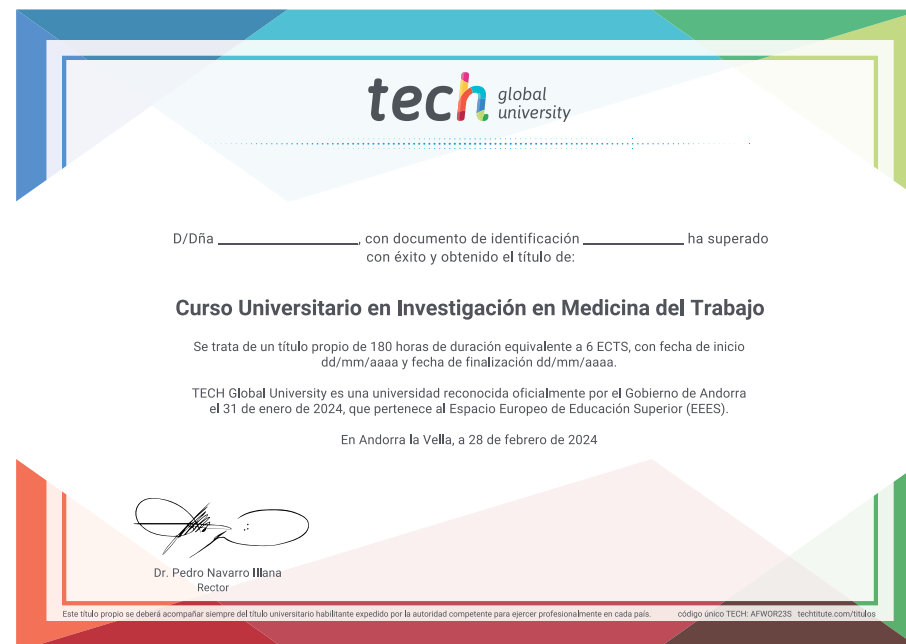 tech global university
D/Dña ____________________, con documento de identificación ______________ ha superado
con éxito y obtenido el título de:
Curso Universitario en Investigación en Medicina del Trabajo
Se trata de un título propio de 180 horas de duración equivalente a 6 ECTS, con fecha de inicio
dd/mm/aaaa y fecha de finalización dd/mm/aaaa.
TECH Global University es una universidad reconocida oficialmente por el Gobierno de Andorra
el 31 de enero de 2024, que pertenece al Espacio Europeo de Educación Superior (EEES).
En Andorra la Vella, a 28 de febrero de 2024
Dr. Pedro Navarro Illana
Rector
Este título propio se deberá acompañar siempre del título universitario habilitante expedido por la autoridad competente para ejercer profesionalmente en cada país. código único TECH: AFWOR23S techtitute.com/titulos